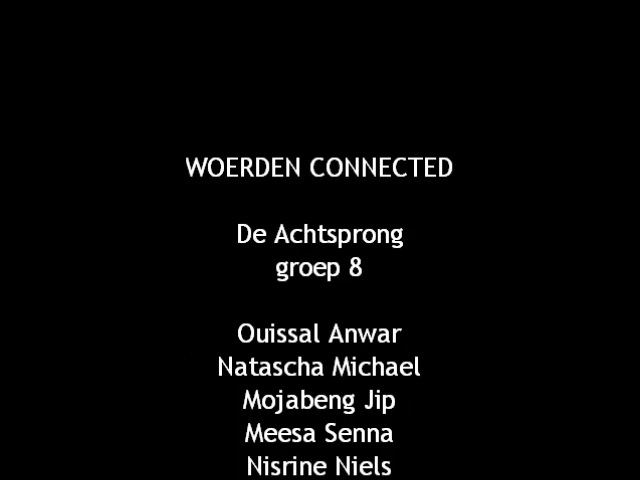 WOERDEN CONNECTED
De Achtsprong
groep 8
Ouissal Anwar
Natascha Michael
Mojabeng Jip
Meesa Senna
Nisrine Niels